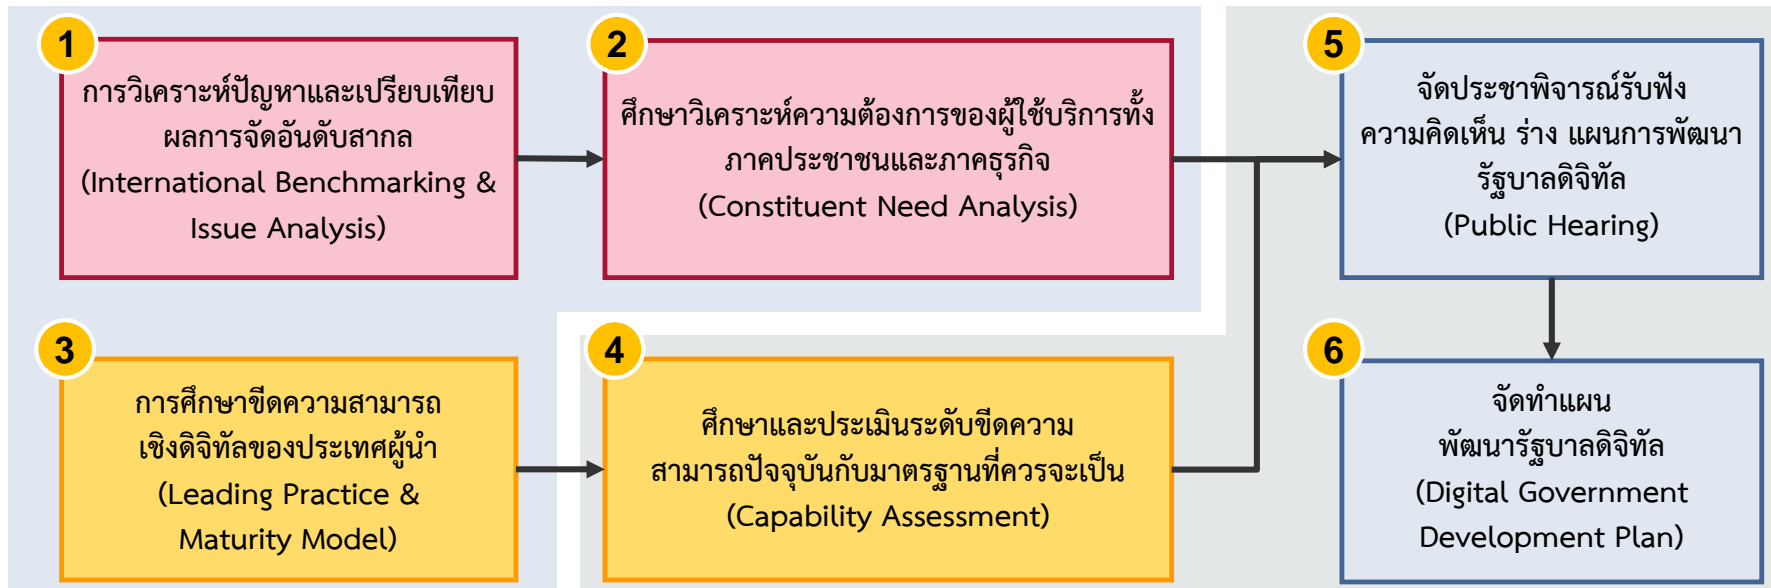 1
การวิเคราะห์ปัญหาและเปรียบเทียบ
ผลการจัดอันดับสากล
(International Benchmarking &
Issue Analysis)
2
ศึกษาวิเคราะห์ความต้องการของผู้ใช้บริการทั้ง
ภาคประชาชนและภาคธุรกิจ
(Constituent Need Analysis)
3
การศึกษาขีดความสามารถ
เชิงดิจิทัลของประเทศผู้นำ
(Leading Practice &
Maturity Model)
4
ศึกษาและประเมินระดับขีดความ
สามารถปัจจุบันกับมาตรฐานที่ควรจะเป็น
(Capability Assessment)
5
จัดประชาพิจารณ์รับฟัง
ความคิดเห็น ร่าง แผนการพัฒนา
รัฐบาลดิจิทัล
(Public Hearing)
6
จัดทำแผน
พัฒนารัฐบาลดิจิทัล
(Digital Government
Development Plan)